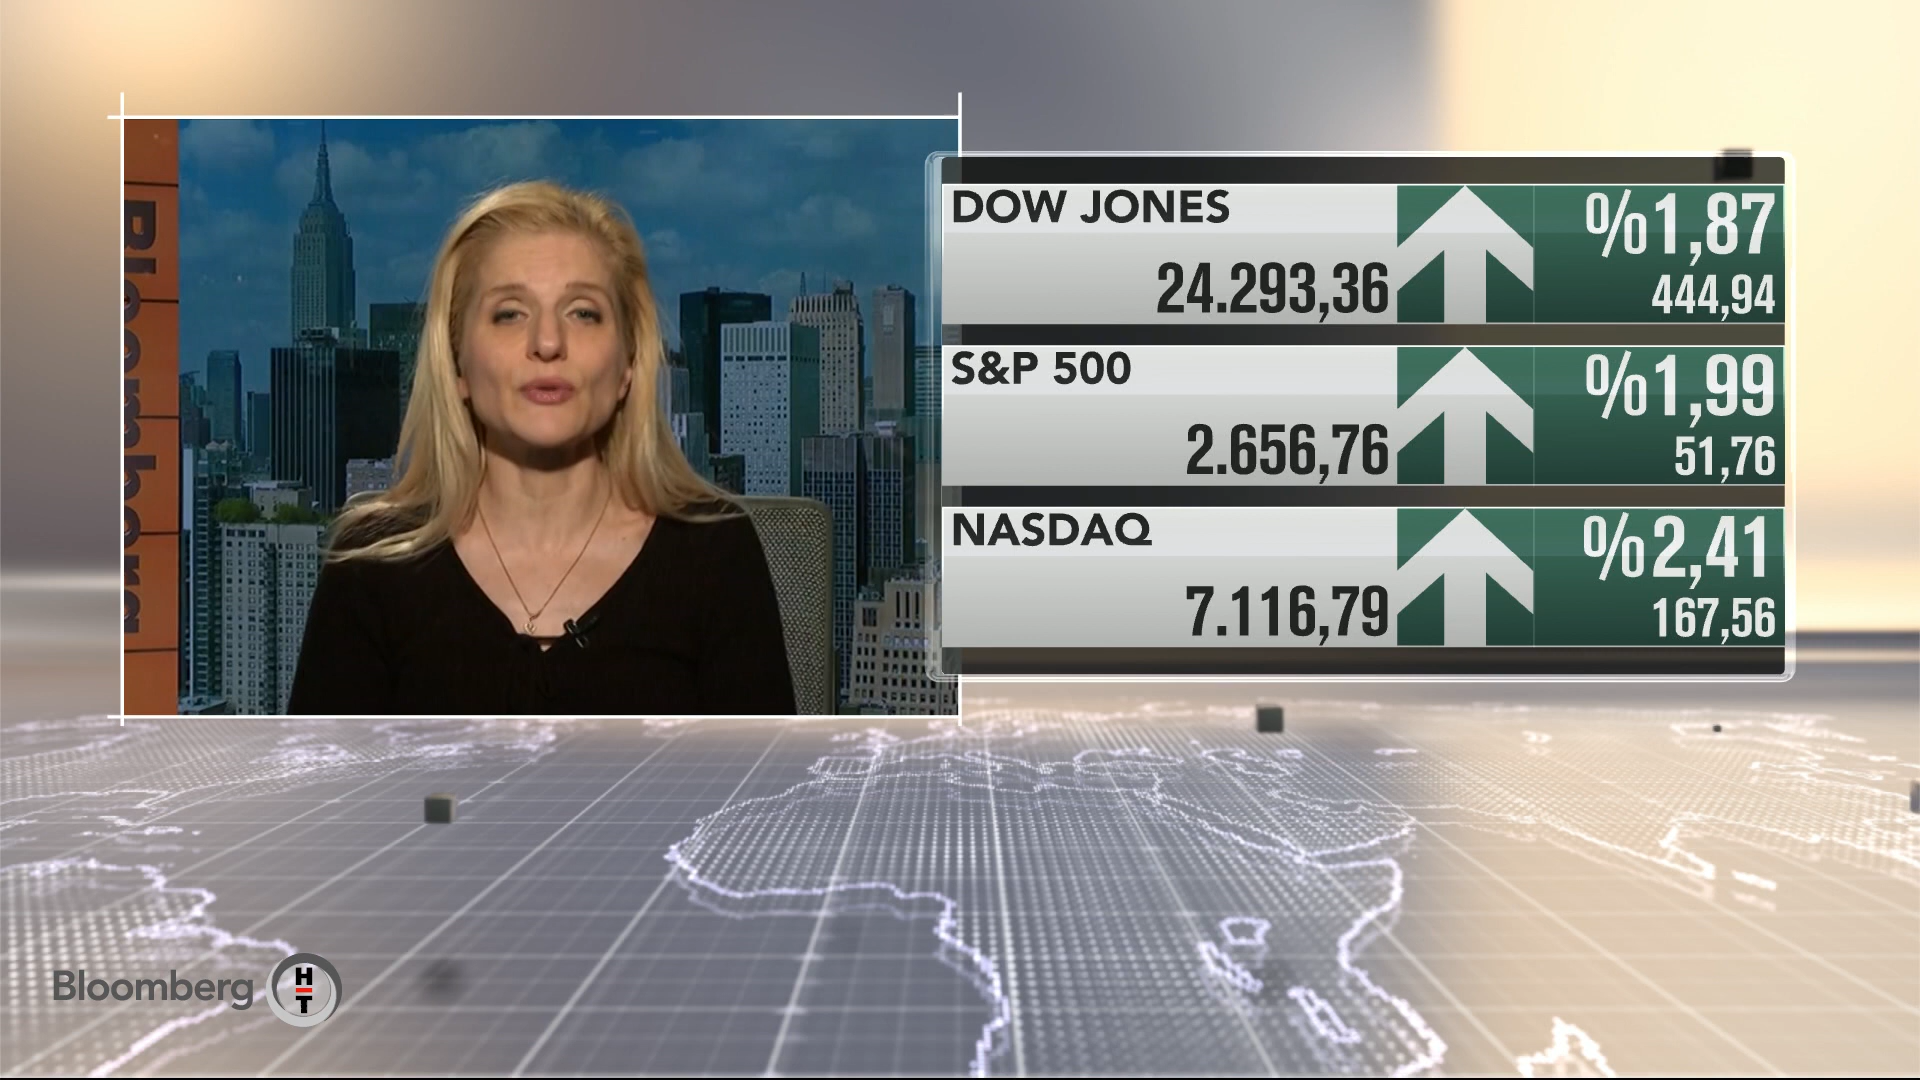 Bloomberg
DOW JONES
24.293,36
%1,87
444,94
S&P 500
2.656,76
%1,99
51,76
NASDAQ
7.116,79
%2,41
167,56
Bloomberg HT